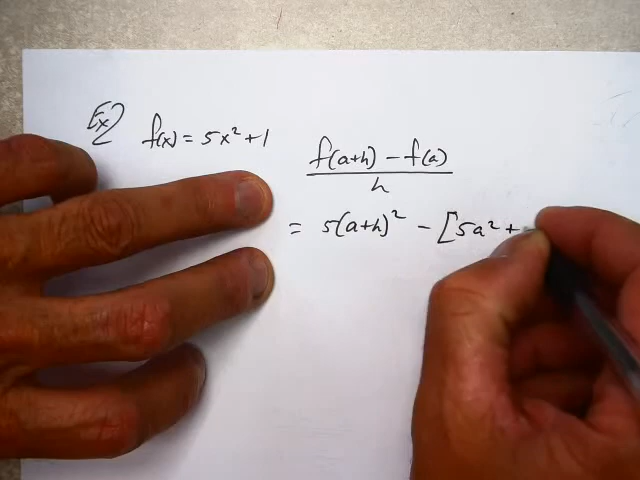 Ex) f(x) = 5x² + 1
f(a+h) - f(a)
h
= 5(a+h)² - [5a² +